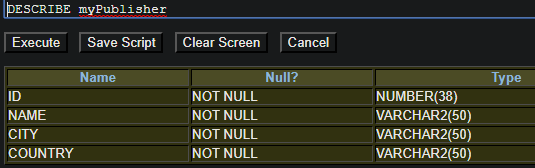 DESCRIBE myPublisher
Execute Save Script Clear Screen Cancel
Name Null? Type
ID NOT NULL NUMBER(38)
NAME NOT NULL VARCHAR2(50)
CITY NOT NULL VARCHAR2(50)
COUNTRY NOT NULL VARCHAR2(50)